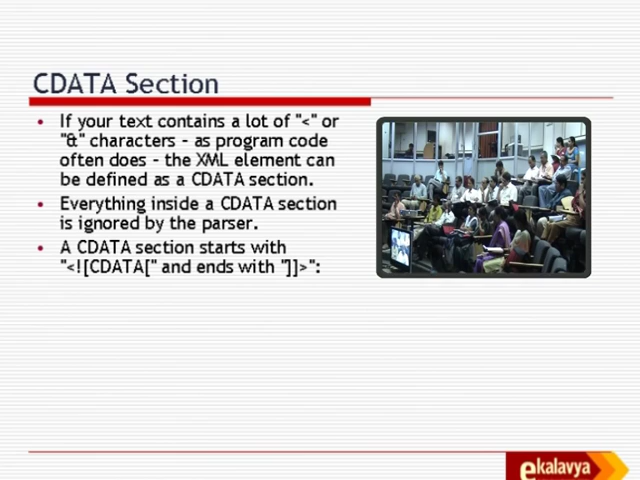 CDATA Section
• If your text contains a lot of "<" or
"&" characters - as program code
often does - the XML element can
be defined as a CDATA section.
• Everything inside a CDATA section
is ignored by the parser.
• A CDATA section starts with
"<![CDATA[" and ends with "]]>":
ekalavya